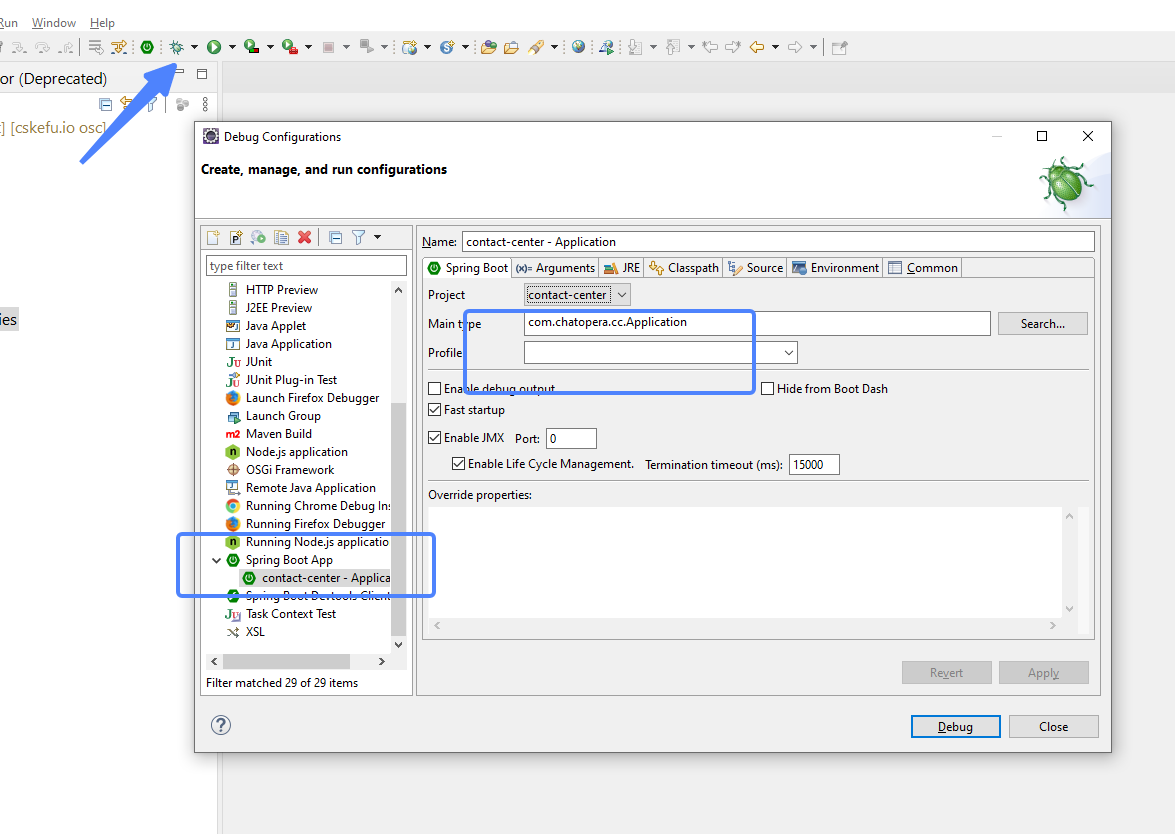 Run Window Help
or (Deprecated)
] [cskefu.io osc]
ies
Debug Configurations
Create, manage, and run configurations
type filter text
HTTP Preview
J2EE Preview
Java Applet
Java Application
JUnit
JUnit Plug-in Test
Launch Firefox Debugger
Launch Group
Maven Build
Node.js application
OSGi Framework
Remote Java Application
Running Chrome Debug Ins
Running Firefox Debugger
Running Node.js applicatio
Spring Boot App
contact-center - Applica
Spring Boot Devtools Client
Task Context Test
XSL
Filter matched 29 of 29 items
Name: contact-center - Application
Spring Boot (x)= Arguments JRE Classpath Source Environment Common
Project contact-center
Main type com.chatopera.cc.Application Search...
Profile
Enable debug output Hide from Boot Dash
Fast startup
Enable JMX Port: 0
Enable Life Cycle Management. Termination timeout (ms): 15000
Override properties:
Revert Apply
Debug Close